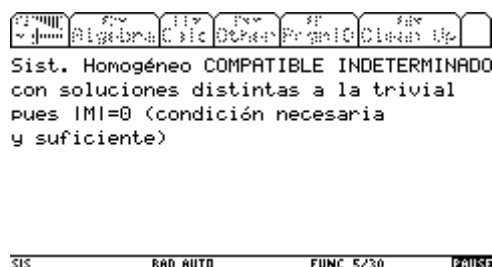 Algebra Calc Other PrgmIO Clean Up
Sist. Homogéneo COMPATIBLE INDETERMINADO
con soluciones distintas a la trivial
pues |M|=0 (condición necesaria
y suficiente)
SIS RAD AUTO FUNC 5/30 PAUSE